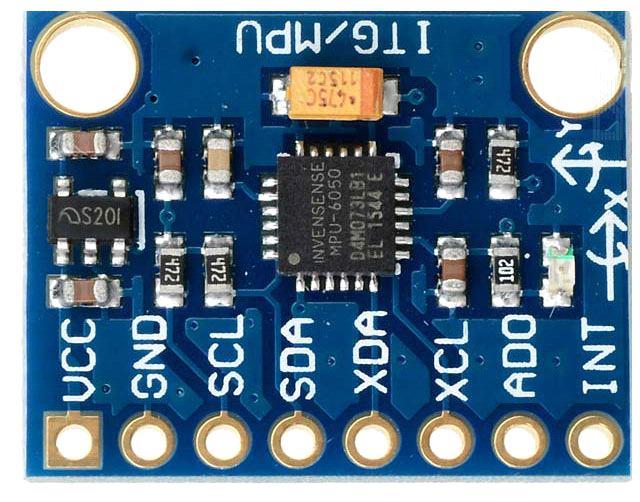 ITG/MPU
475C
115C2
472
S201
INVENSENSE
MPU-6050
D4M073LB1
EL 1544 E
Y
X
472
472
102
VCC
GND
SCL
SDA
XDA
XCL
ADO
INT